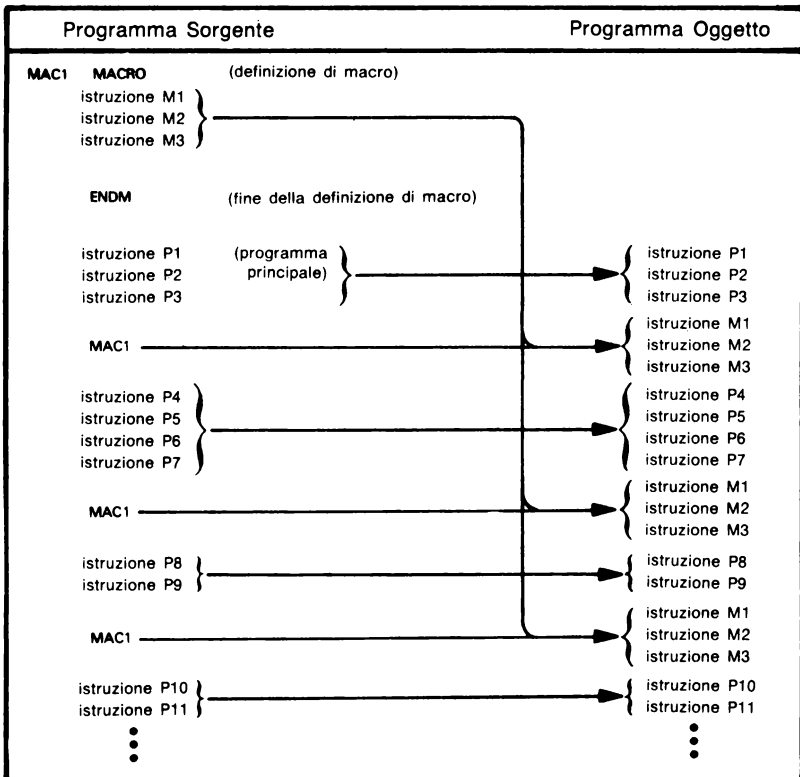 Programma Sorgente Programma Oggetto
MAC1 MACRO (definizione di macro)
istruzione M1
istruzione M2
istruzione M3
ENDM (fine della definizione di macro)
istruzione P1 (programma istruzione P1
istruzione P2 principale) istruzione P2
istruzione P3 istruzione P3
istruzione M1
MAC1 istruzione M2
istruzione M3
istruzione P4 istruzione P4
istruzione P5 istruzione P5
istruzione P6 istruzione P6
istruzione P7 istruzione P7
istruzione M1
MAC1 istruzione M2
istruzione M3
istruzione P8 istruzione P8
istruzione P9 istruzione P9
istruzione M1
MAC1 istruzione M2
istruzione M3
istruzione P10 istruzione P10
istruzione P11 istruzione P11